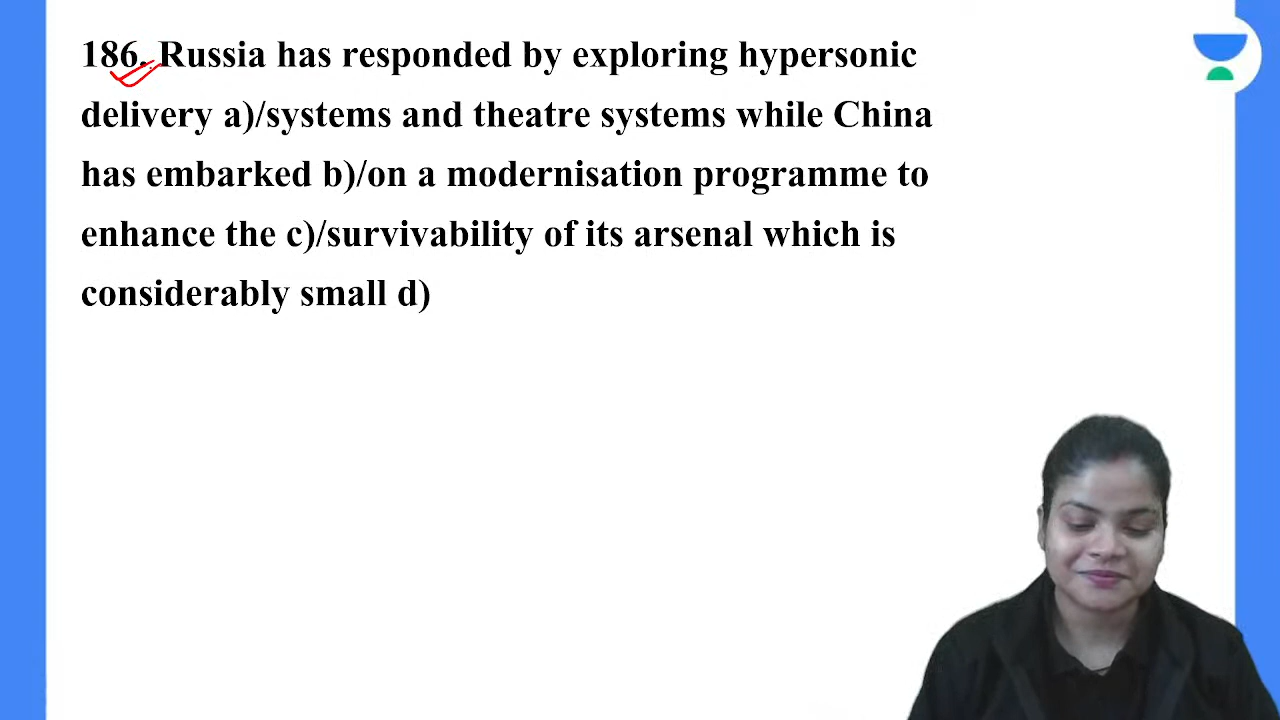 186. Russia has responded by exploring hypersonic
delivery a)/systems and theatre systems while China
has embarked b)/on a modernisation programme to
enhance the c)/survivability of its arsenal which is
considerably small d)